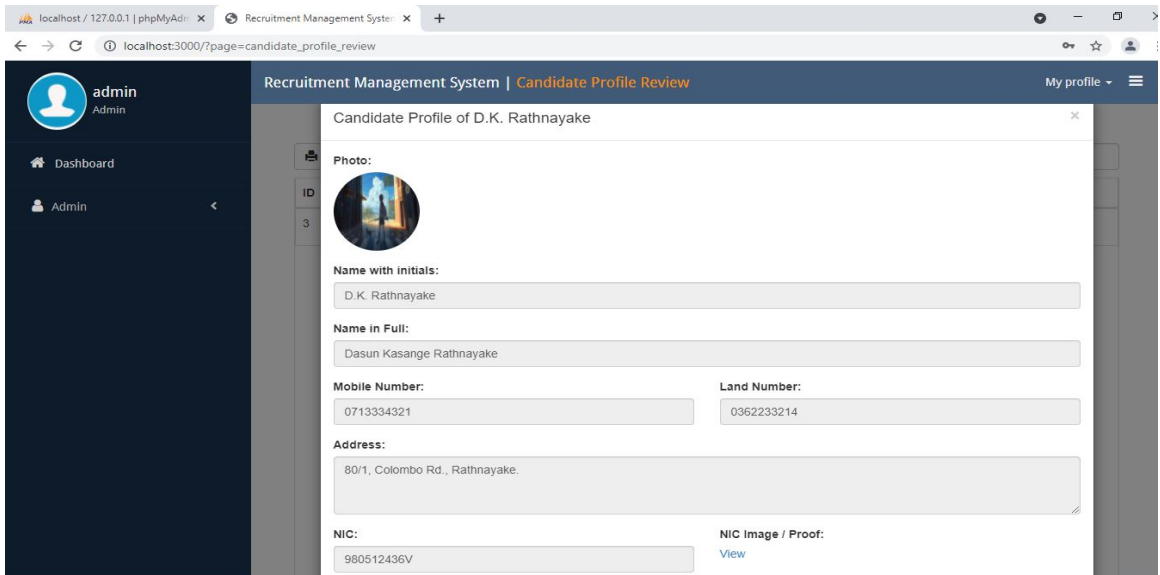 localhost / 127.0.0.1 | phpMyAdm
Recruitment Management System
localhost:3000/?page=candidate_profile_review
admin
Admin
Recruitment Management System | Candidate Profile Review
My profile
Dashboard
Admin
ID
3
Candidate Profile of D.K. Rathnayake
×
Photo:
Name with initials:
D.K. Rathnayake
Name in Full:
Dasun Kasange Rathnayake
Mobile Number: Land Number:
0713334321 0362233214
Address:
80/1, Colombo Rd., Rathnayake.
NIC: NIC Image / Proof:
980512436V View